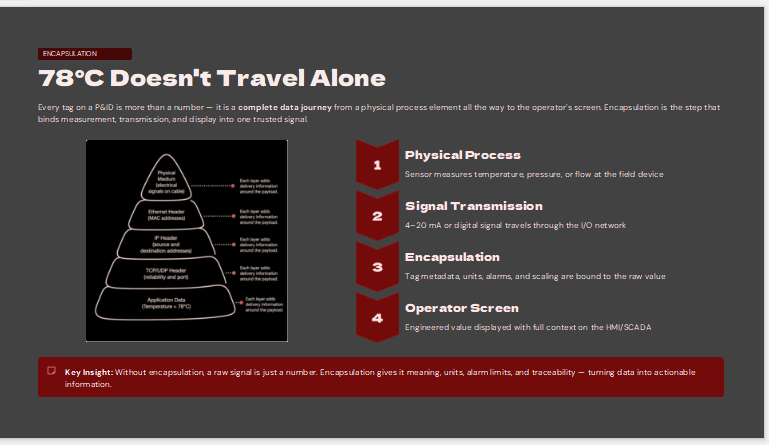 ENCAPSULATION
78°C Doesn't Travel Alone
Every tag on a P&ID is more than a number — it is a complete data journey from a physical process element all the way to the operator's screen. Encapsulation is the step that
binds measurement, transmission, and display into one trusted signal.
Physical
Medium
(electrical
signals on cable)
Each layer adds
delivery information
around the payload.
Ethernet Header
(MAC addresses)
Each layer adds
delivery information
around the payload.
IP Header
(source and
destination addresses)
Each layer adds
delivery information
around the payload.
TCP/UDP Header
(reliability and port)
Each layer adds
delivery information
around the payload.
Application Data
(Temperature = 78°C)
Each layer adds
delivery information
around the payload.
1
Physical Process
Sensor measures temperature, pressure, or flow at the field device
2
Signal Transmission
4–20 mA or digital signal travels through the I/O network
3
Encapsulation
Tag metadata, units, alarms, and scaling are bound to the raw value
4
Operator Screen
Engineered value displayed with full context on the HMI/SCADA
Key Insight: Without encapsulation, a raw signal is just a number. Encapsulation gives it meaning, units, alarm limits, and traceability — turning data into actionable
information.